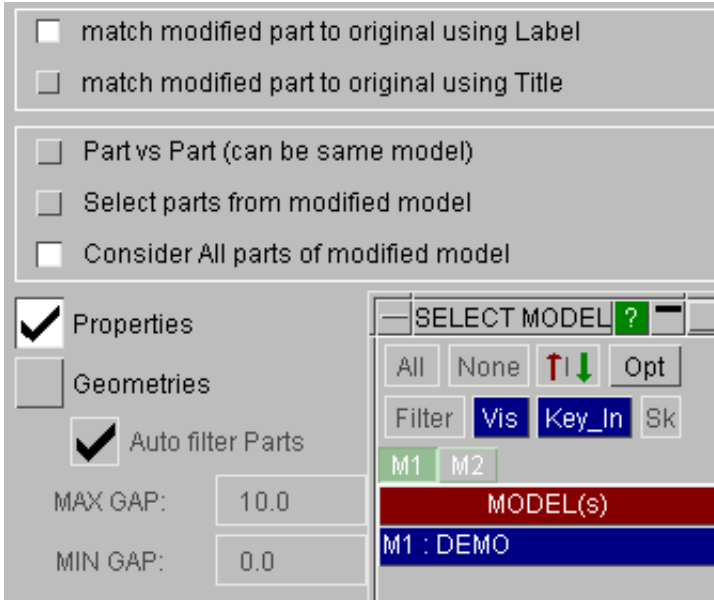 match modified part to original using Label
match modified part to original using Title
Part vs Part (can be same model)
Select parts from modified model
Consider All parts of modified model
Properties
Geometries
Auto filter Parts
MAX GAP: 10.0
MIN GAP: 0.0
SELECT MODEL ?
All None Opt
Filter Vis Key_In Sk
M1 M2
MODEL(s)
M1 : DEMO